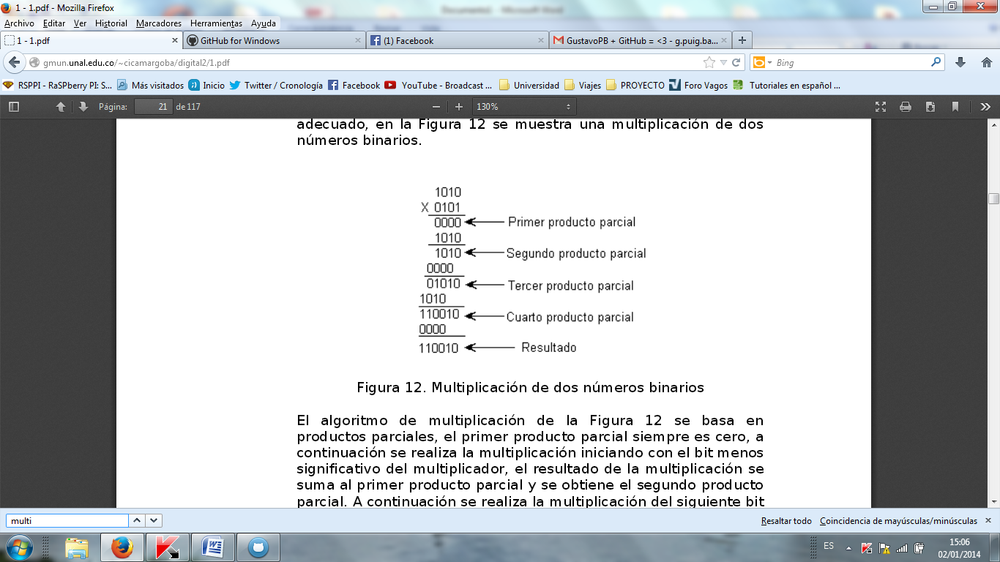 1 - 1.pdf - Mozilla Firefox
Archivo Editar Ver Historial Marcadores Herramientas Ayuda
1 - 1.pdf
GitHub for Windows
(1) Facebook
GustavoPB + GitHub = <3 - g.puig.ba...
gmun.unal.edu.co/~cicamargoba/digital2/1.pdf
Bing
RSPPI - RaSPberry PI: S...
Más visitados
Inicio
Twitter / Cronología
Facebook
YouTube - Broadcast ...
Universidad
Viajes
PROYECTO
Foro Vagos
Tutoriales en español ...
Página: 21 de 117
130%
adecuado, en la Figura 12 se muestra una multiplicación de dos
números binarios.
1010
X 0101
0000 Primer producto parcial
1010
1010 Segundo producto parcial
0000
01010 Tercer producto parcial
1010
110010 Cuarto producto parcial
0000
110010 Resultado
Figura 12. Multiplicación de dos números binarios
El algoritmo de multiplicación de la Figura 12 se basa en
productos parciales, el primer producto parcial siempre es cero, a
continuación se realiza la multiplicación iniciando con el bit menos
significativo del multiplicador, el resultado de la multiplicación se
suma al primer producto parcial y se obtiene el segundo producto
parcial. A continuación se realiza la multiplicación del siguiente bit
multi
Resaltar todo
Coincidencia de mayúsculas/minúsculas
ES
15:06
02/01/2014